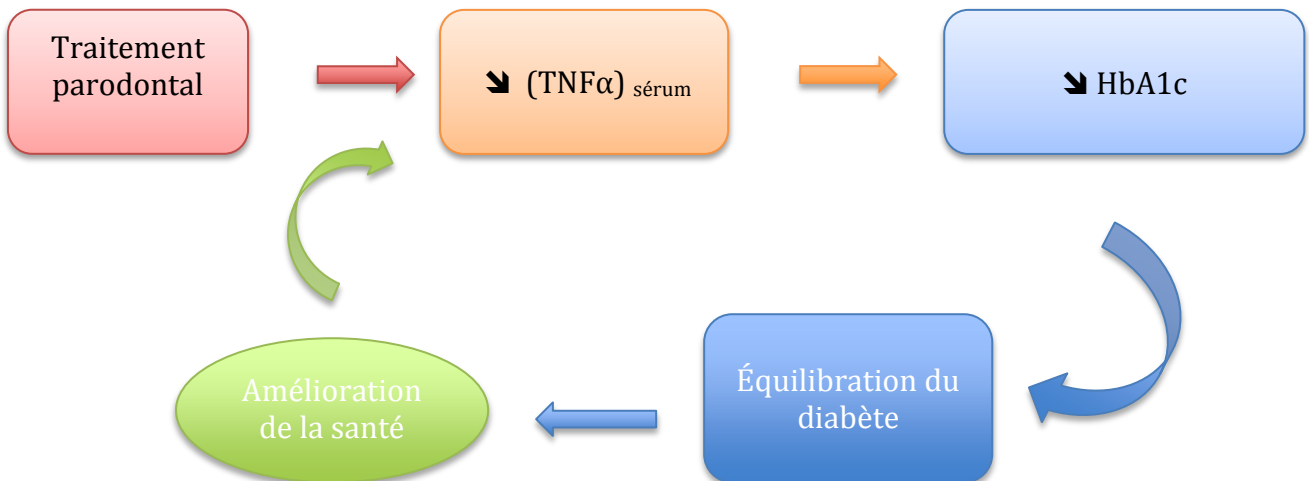 Traitement
parodontal
➘ (TNFα) sérum
➘ HbA1c
Équilibration du
diabète
Amélioration
de la santé